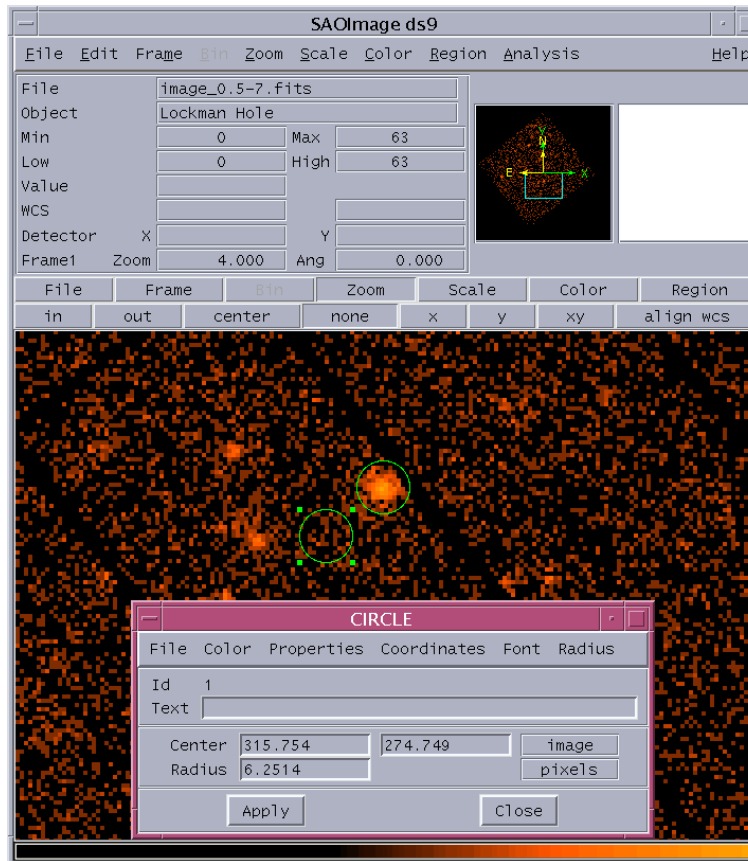 SAOImage ds9
File Edit Frame Bin Zoom Scale Color Region Analysis Help
File image_0.5-7.fits
Object Lockman Hole
Min 0 Max 63
Low 0 High 63
Value
WCS
Detector X Y
Frame1 Zoom 4.000 Ang 0.000
Y
N
E X
File Frame Bin Zoom Scale Color Region
in out center none x y xy align wcs
CIRCLE
File Color Properties Coordinates Font Radius
Id 1
Text
Center 315.754 274.749 image
Radius 6.2514 pixels
Apply Close